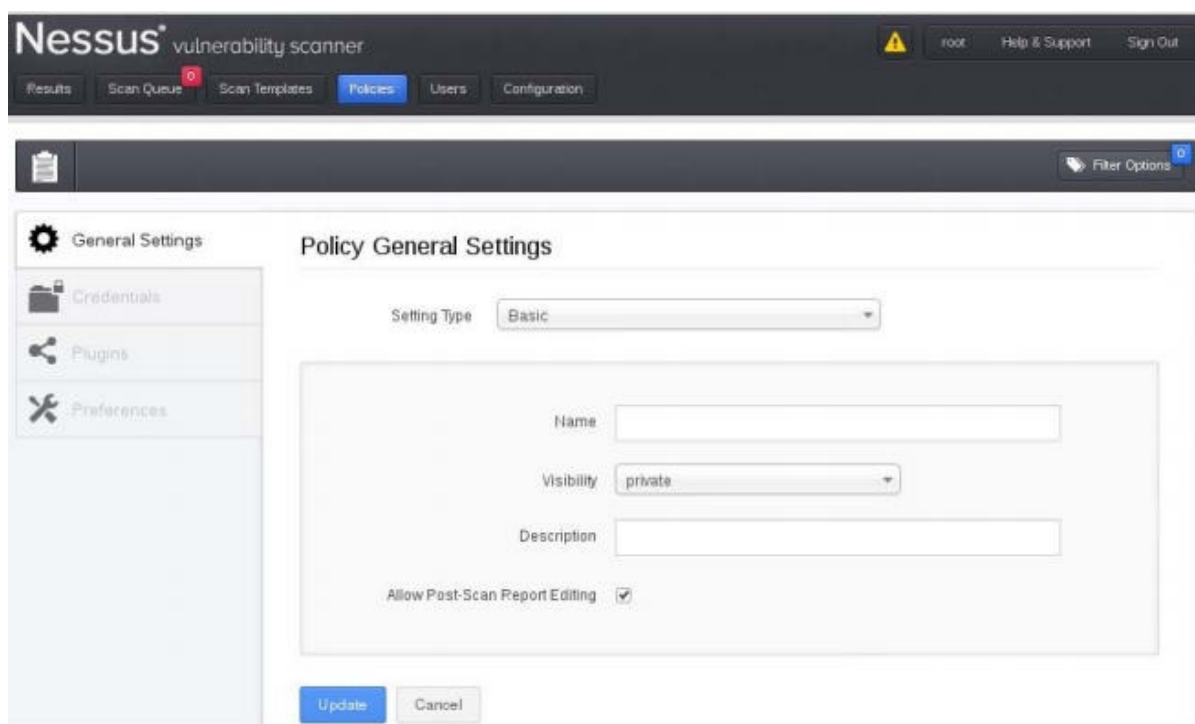 Nessus® vulnerability scanner
root Help & Support Sign Out
Results Scan Queue 0 Scan Templates Policies Users Configuration
Filter Options 0
General Settings
Credentials
Plugins
Preferences
Policy General Settings
Setting Type Basic
Name
Visibility private
Description
Allow Post-Scan Report Editing
Update Cancel